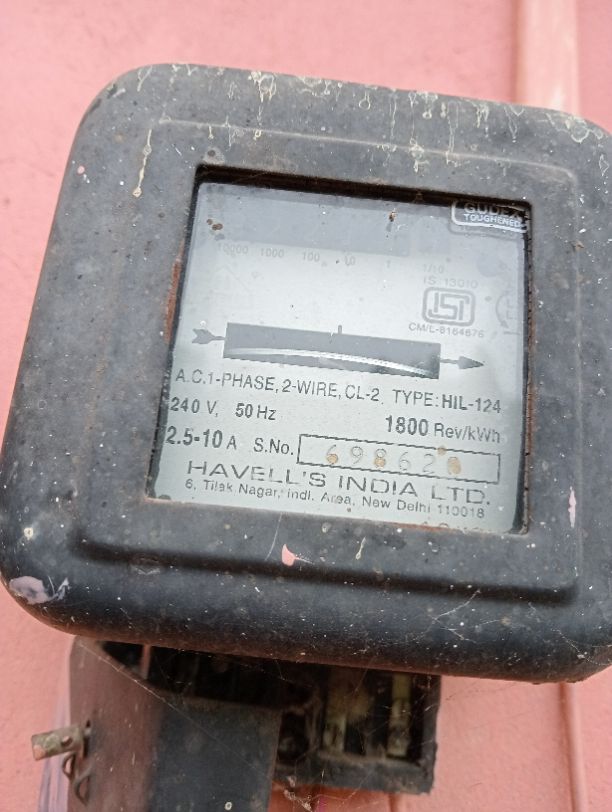 GUDEX
TOUGHENED
10000 1000 100 10 1 1/10
IS 13010
ISI
CM/L-8164676
A.C.1-PHASE, 2-WIRE, CL-2. TYPE: HIL-124
240 V, 50 Hz 1800 Rev/kWh
2.5-10 A S.No.
HAVELL'S INDIA LTD.
6, Tilak Nagar, Indl. Area, New Delhi 110018